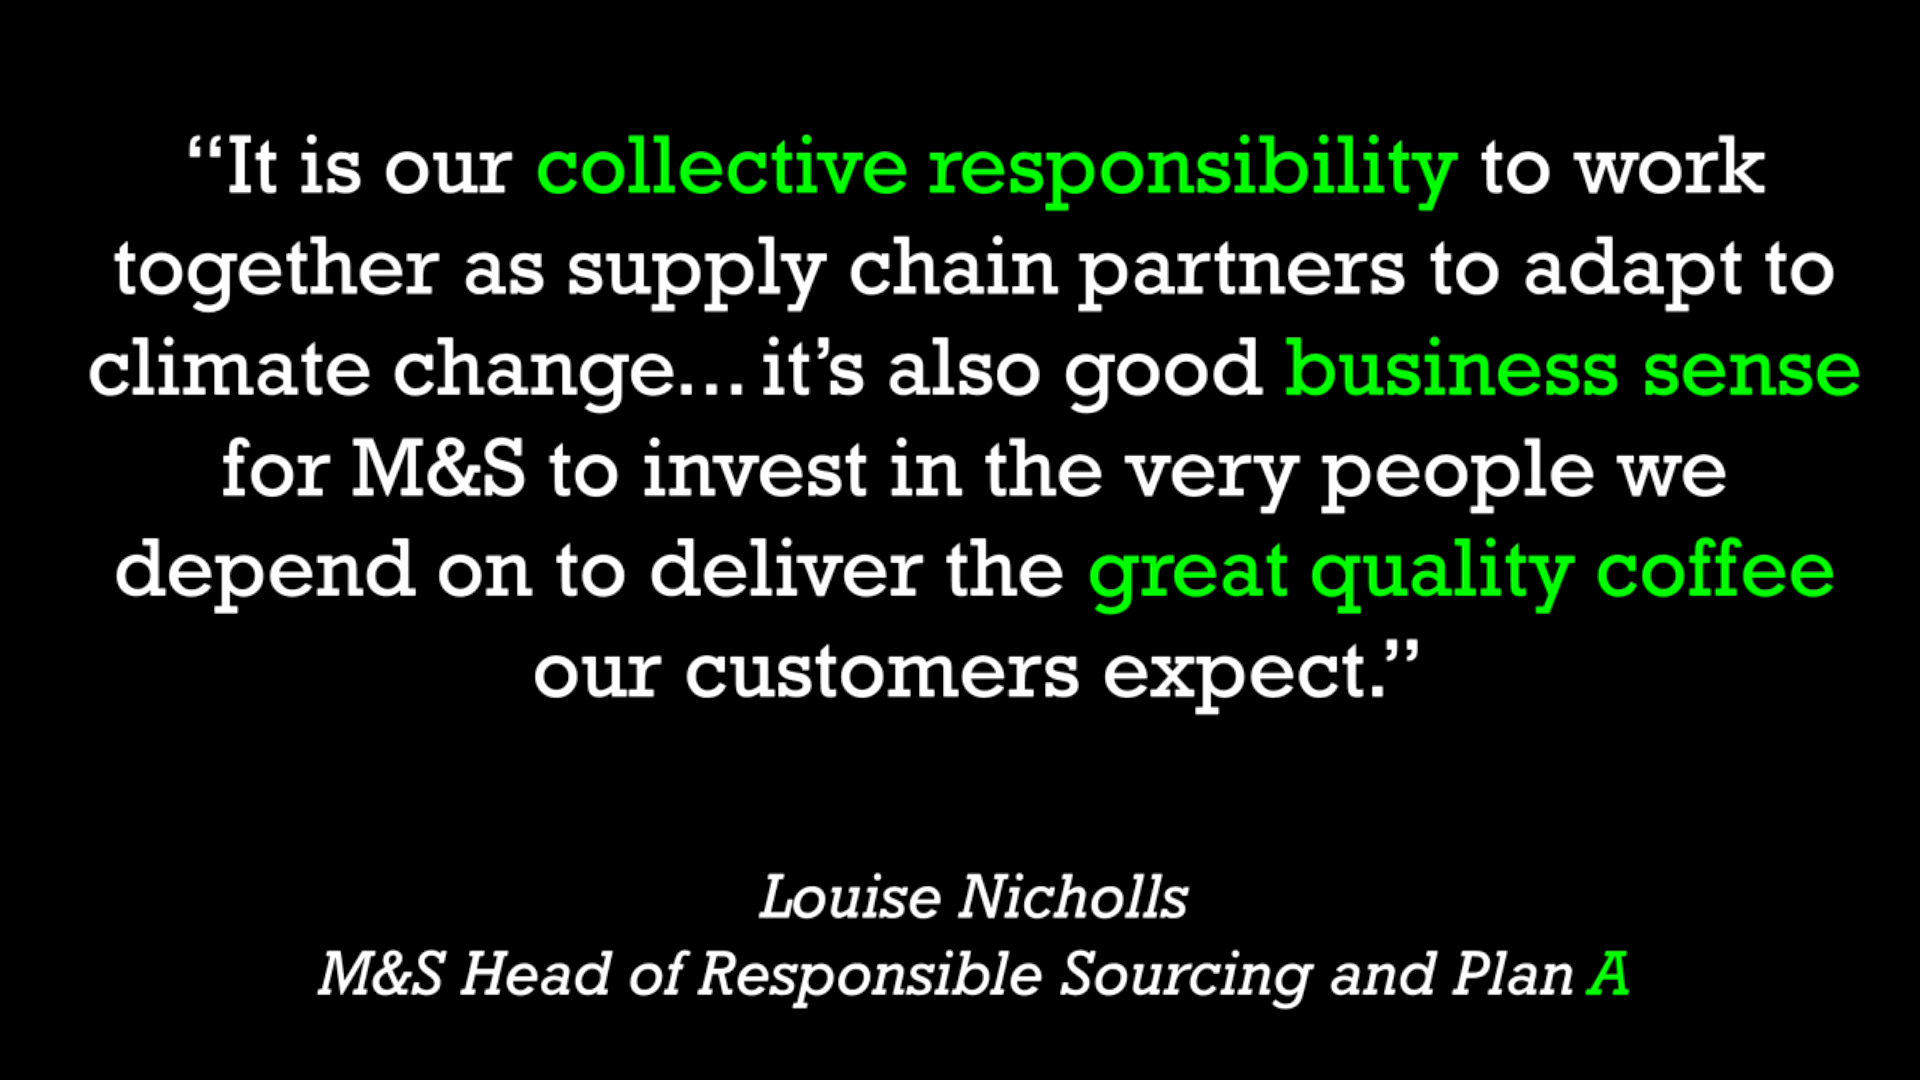 “It is our collective responsibility to work
together as supply chain partners to adapt to
climate change… it’s also good business sense
for M&S to invest in the very people we
depend on to deliver the great quality coffee
our customers expect.”
Louise Nicholls
M&S Head of Responsible Sourcing and Plan A